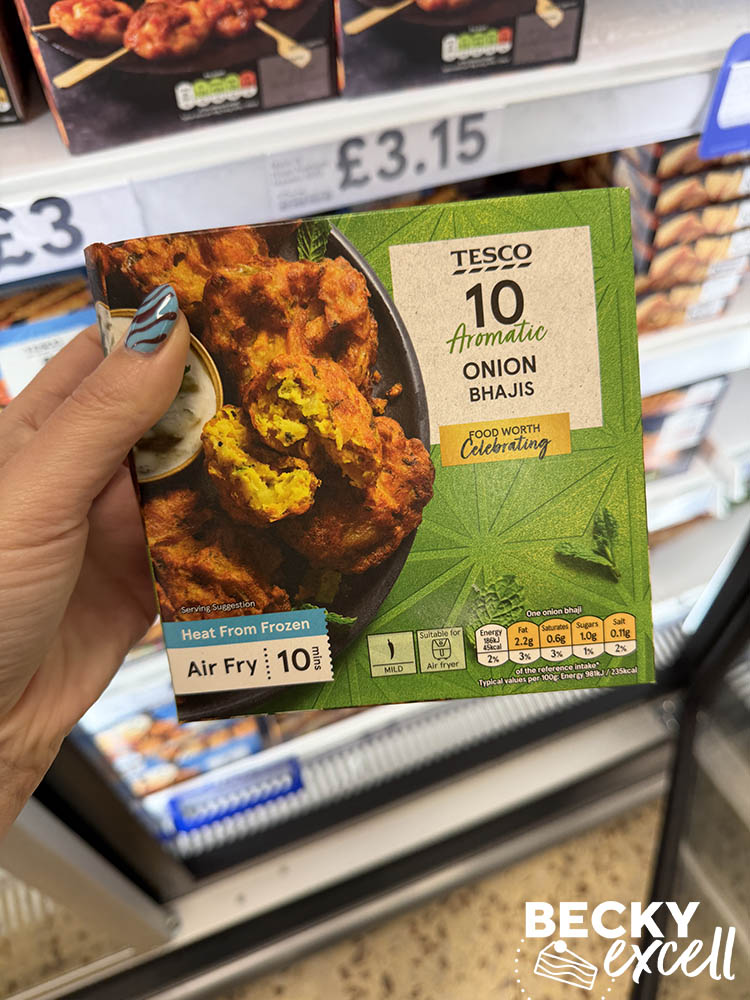 £3.15
£3
TESCO
10
Aromatic
ONION
BHAJIS
FOOD WORTH
Celebrating
Serving Suggestion
Heat From Frozen
Air Fry 10 mins
MILD
Suitable for
Air fryer
One onion bhaji
Energy
186kJ
45kcal
2%
Fat
2.2g
3%
Saturates
0.6g
3%
Sugars
1.0g
1%
Salt
0.11g
2%
of the reference intake*
Typical values per 100g: Energy 981kJ / 235kcal
TESCO
BECKY
excell